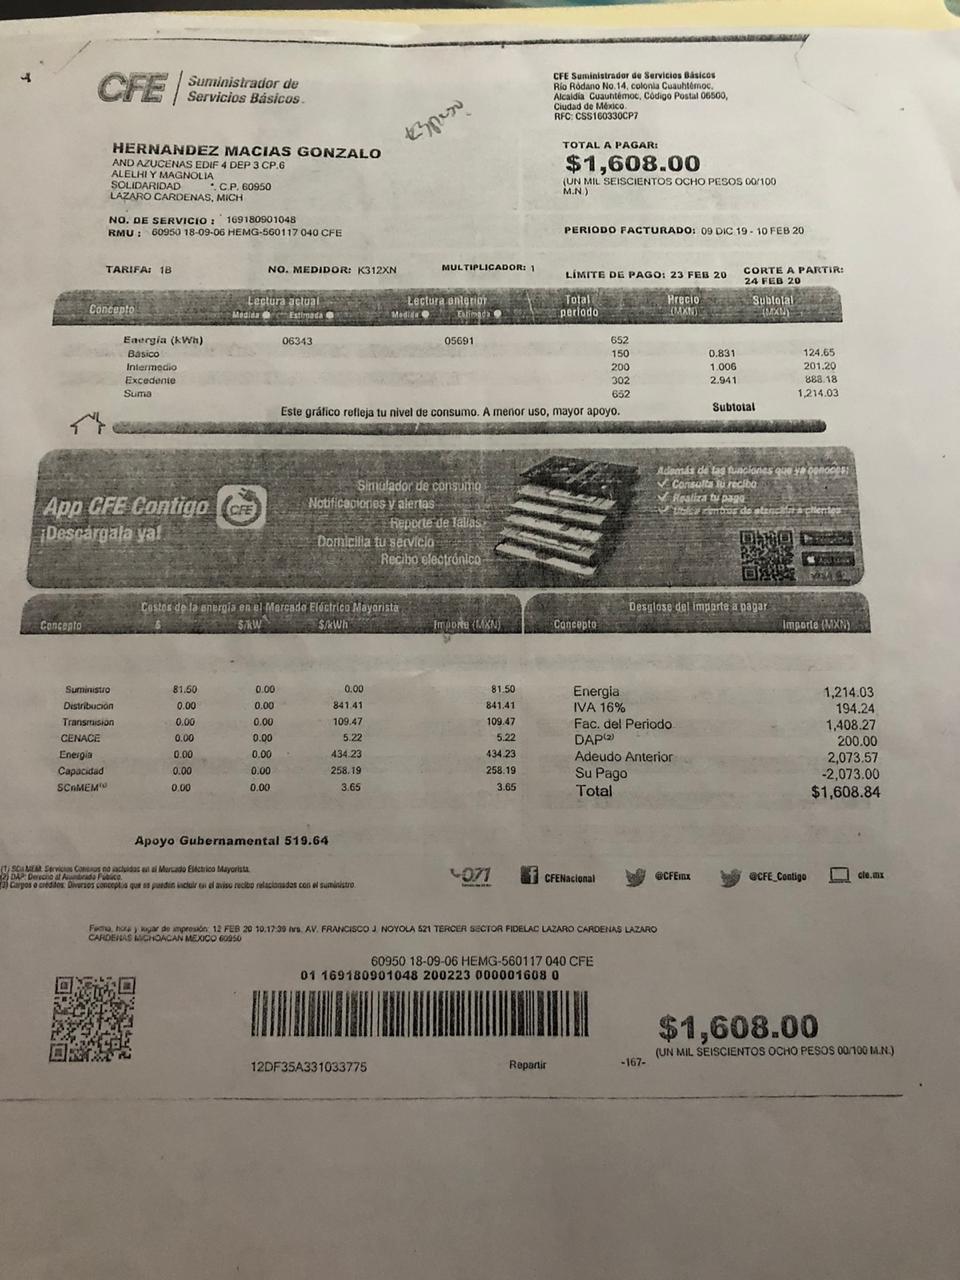 CFE Suministrador de
Servicios Básicos.
CFE Suministrador de Servicios Básicos
Río Ródano No.14, colonia Cuauhtémoc,
Alcaldía Cuauhtémoc, Código Postal 06500,
Ciudad de México.
RFC: CSS160330CP7
HERNANDEZ MACIAS GONZALO
AND AZUCENAS EDIF 4 DEP 3 CP.6
ALELHI Y MAGNOLIA
SOLIDARIDAD *. C.P. 60950
LAZARO CARDENAS, MICH
TOTAL A PAGAR:
$1,608.00
(UN MIL SEISCIENTOS OCHO PESOS 00/100
M.N.)
NO. DE SERVICIO : 169180901048
RMU : 60950 18-09-06 HEMG-560117 040 CFE
PERIODO FACTURADO: 09 DIC 19 - 10 FEB 20
TARIFA: 1B NO. MEDIDOR: K312XN MULTIPLICADOR: 1 LÍMITE DE PAGO: 23 FEB 20 CORTE A PARTIR:
24 FEB 20
Concepto Lectura actual Lectura anterior Total periodo Precio (MXN) Subtotal (MXN)
Medida Estimada Medida Estimada
Energía (kWh) 06343 05691 652
Básico 150 0.831 124.65
Intermedio 200 1.006 201.20
Excedente 302 2.941 888.18
Suma 652 1,214.03
Este gráfico refleja tu nivel de consumo. A menor uso, mayor apoyo. Subtotal
App CFE Contigo CFE
¡Descárgala ya!
Simulador de consumo
Notificaciones y alertas
Reporte de fallas
Domicilia tu servicio
Recibo electrónico
Además de las funciones que ya conoces:
Consulta tu recibo
Realiza tu pago
Ubica centros de atención a clientes
Costos de la energía en el Mercado Eléctrico Mayorista
Concepto $ $/kW $/kWh Importe (MXN)
Suministro 81.50 0.00 0.00 81.50
Distribución 0.00 0.00 841.41 841.41
Transmisión 0.00 0.00 109.47 109.47
CENACE 0.00 0.00 5.22 5.22
Energía 0.00 0.00 434.23 434.23
Capacidad 0.00 0.00 258.19 258.19
SCnMEM(1) 0.00 0.00 3.65 3.65
Desglose del importe a pagar
Concepto Importe (MXN)
Energía 1,214.03
IVA 16% 194.24
Fac. del Periodo 1,408.27
DAP(2) 200.00
Adeudo Anterior 2,073.57
Su Pago -2,073.00
Total $1,608.84
Apoyo Gubernamental 519.64
(1) SCnMEM: Servicios Conexos no incluidos en el Mercado Eléctrico Mayorista.
(2) DAP: Derecho al Alumbrado Público.
(3) Cargos o créditos: Diversos conceptos que se pueden incluir en el aviso recibo relacionados con el suministro.
071 CFENacional @CFEmx @CFE_Contigo cfe.mx
Fecha, hora y lugar de impresión: 12 FEB 20 10:17:39 hrs, AV. FRANCISCO J. NOYOLA 521 TERCER SECTOR FIDELAC LAZARO CARDENAS LAZARO
CARDENAS MICHOACAN MEXICO 60950
60950 18-09-06 HEMG-560117 040 CFE
01 169180901048 200223 000001608 0
12DF35A331033775 Repartir -167-
$1,608.00
(UN MIL SEISCIENTOS OCHO PESOS 00/100 M.N.)